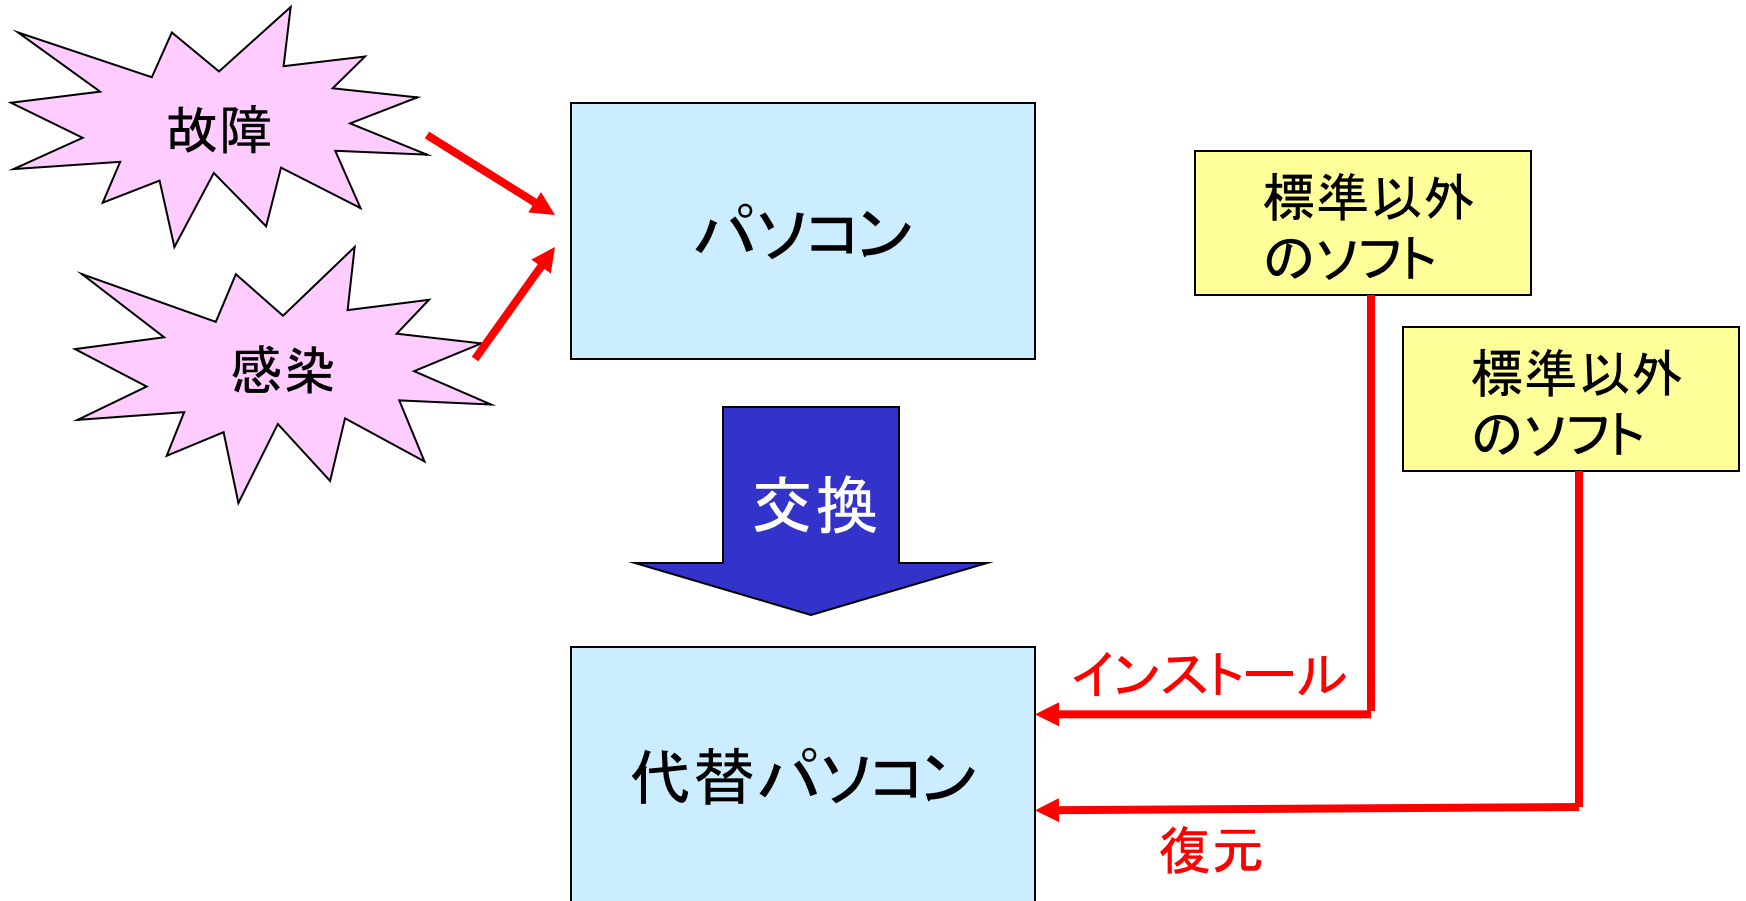 故障
パソコン
標準以外
のソフト
感染
標準以外
のソフト
交換
インストール
代替パソコン
復元